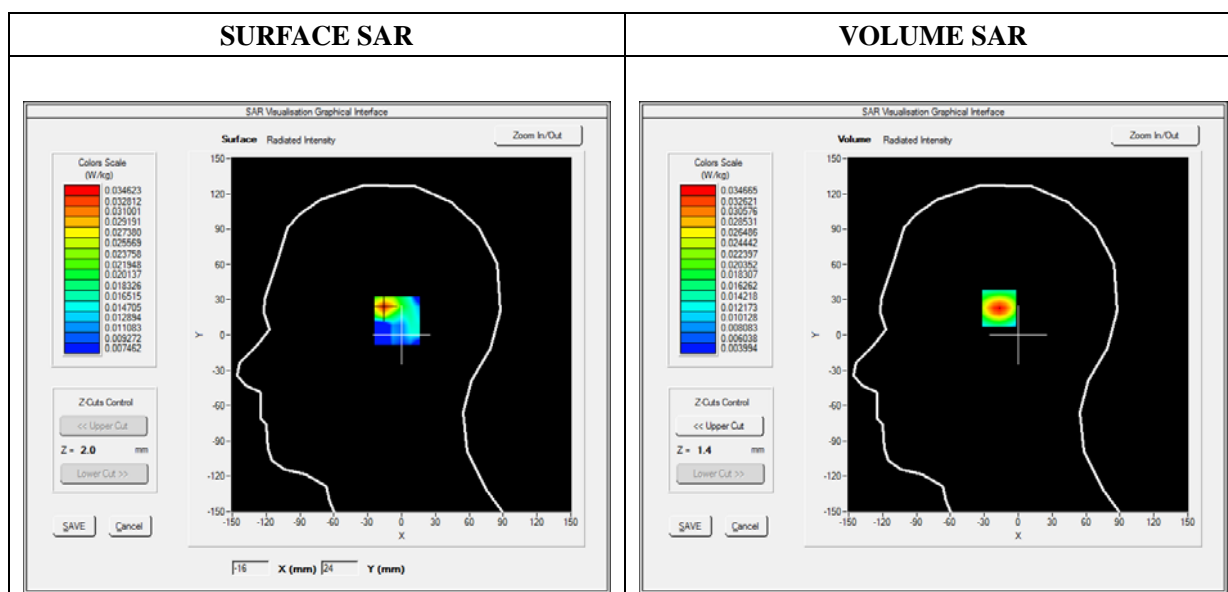 SURFACE SAR
VOLUME SAR
SAR Visualisation Graphical Interface
Surface Radiated Intensity
Zoom In/Out
Colors Scale
(W/kg)
0.034623
0.032812
0.031001
0.029191
0.027380
0.025569
0.023758
0.021948
0.020137
0.018326
0.016515
0.014705
0.012894
0.011083
0.009272
0.007462
Z-Cuts Control
<< Upper Cut
Z = 2.0 mm
Lower Cut >>
SAVE Cancel
150
120
90
60
30
0
-30
-60
-90
-120
-150
Y
-150 -120 -90 -60 -30 0 30 60 90 120 150
X
-16 X (mm) 24 Y (mm)
SAR Visualisation Graphical Interface
Volume Radiated Intensity
Zoom In/Out
Colors Scale
(W/kg)
0.034665
0.032621
0.030576
0.028531
0.026486
0.024442
0.022397
0.020352
0.018307
0.016262
0.014218
0.012173
0.010128
0.008083
0.006038
0.003994
Z-Cuts Control
<< Upper Cut
Z = 1.4 mm
Lower Cut >>
SAVE Cancel
150
120
90
60
30
0
-30
-60
-90
-120
-150
Y
-150 -120 -90 -60 -30 0 30 60 90 120 150
X